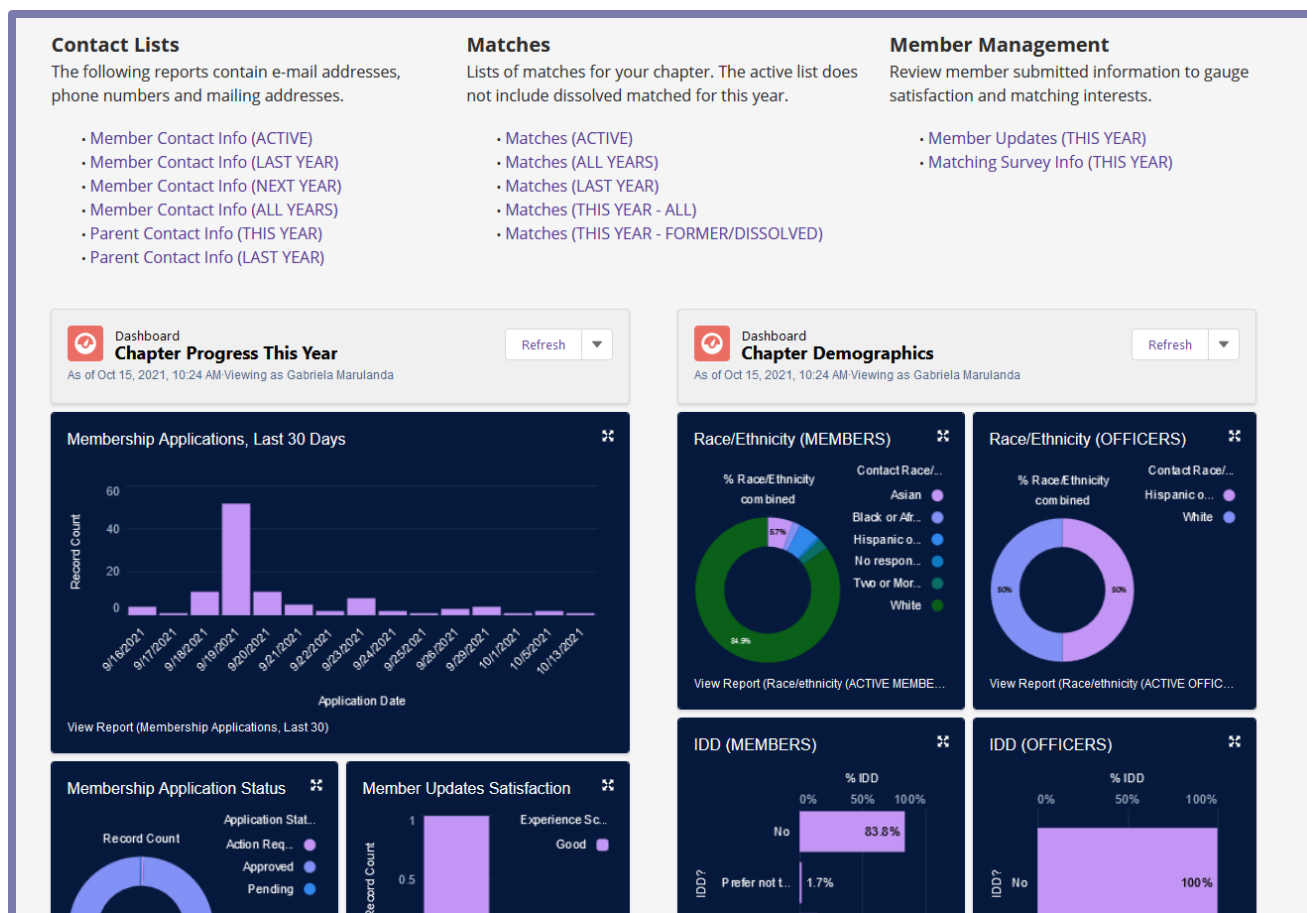 Contact Lists
The following reports contain e-mail addresses,
phone numbers and mailing addresses.
• Member Contact Info (ACTIVE)
• Member Contact Info (LAST YEAR)
• Member Contact Info (NEXT YEAR)
• Member Contact Info (ALL YEARS)
• Parent Contact Info (THIS YEAR)
• Parent Contact Info (LAST YEAR)
Matches
Lists of matches for your chapter. The active list does
not include dissolved matched for this year.
• Matches (ACTIVE)
• Matches (ALL YEARS)
• Matches (LAST YEAR)
• Matches (THIS YEAR - ALL)
• Matches (THIS YEAR - FORMER/DISSOLVED)
Member Management
Review member submitted information to gauge
satisfaction and matching interests.
• Member Updates (THIS YEAR)
• Matching Survey Info (THIS YEAR)
Dashboard
Chapter Progress This Year
As of Oct 15, 2021, 10:24 AM·Viewing as Gabriela Marulanda
Refresh
Membership Applications, Last 30 Days
60
40
20
0
Record Count
9/16/2021
9/17/2021
9/18/2021
9/19/2021
9/20/2021
9/21/2021
9/22/2021
9/23/2021
9/24/2021
9/25/2021
9/26/2021
9/29/2021
10/1/2021
10/5/2021
10/13/2021
Application Date
View Report (Membership Applications, Last 30)
Membership Application Status
Record Count
Application Stat...
Action Req...
Approved
Pending
Member Updates Satisfaction
1
0.5
Record Count
Experience Sc...
Good
Dashboard
Chapter Demographics
As of Oct 15, 2021, 10:24 AM·Viewing as Gabriela Marulanda
Refresh
Race/Ethnicity (MEMBERS)
% Race/Ethnicity
combined
Contact Race/...
Asian
Black or Afr...
Hispanic o...
No respon...
Two or Mor...
White
5.7%
84.9%
View Report (Race/ethnicity (ACTIVE MEMBE...
Race/Ethnicity (OFFICERS)
% Race/Ethnicity
combined
Contact Race/...
Hispanic o...
White
50%
50%
View Report (Race/ethnicity (ACTIVE OFFIC...
IDD (MEMBERS)
% IDD
0% 50% 100%
No 83.8%
IDD?
Prefer not t... 1.7%
IDD (OFFICERS)
% IDD
0% 50% 100%
IDD?
No 100%